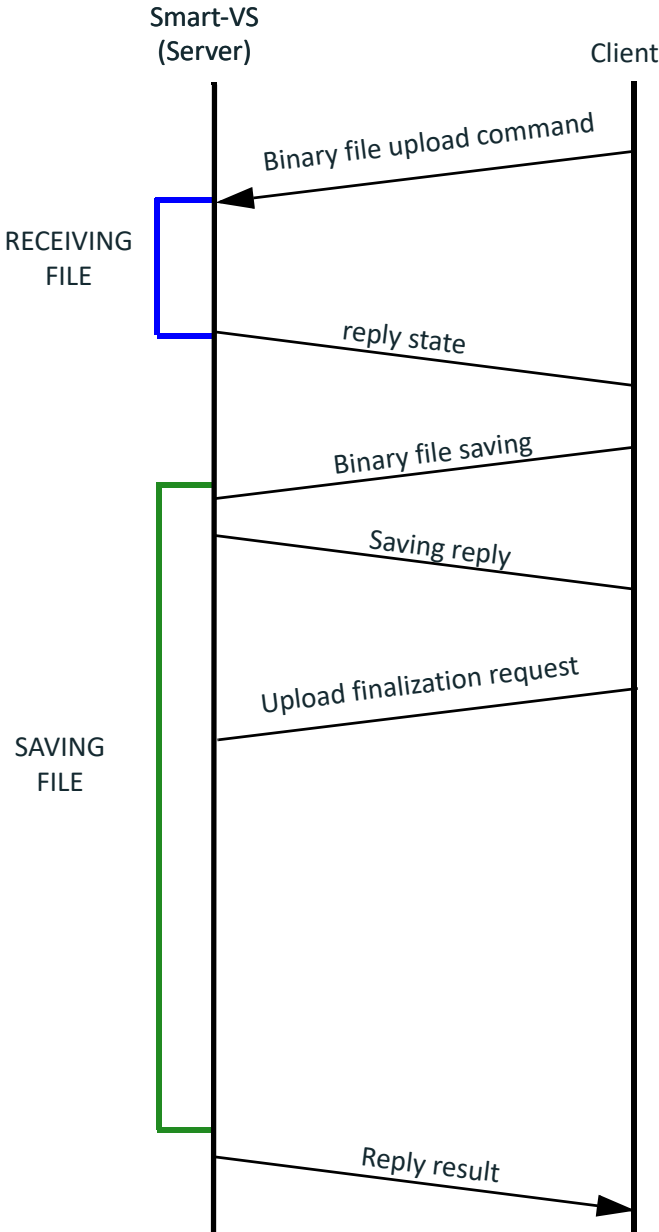 Smart-VS
(Server)
Client
Binary file upload command
RECEIVING
FILE
reply state
Binary file saving
Saving reply
Upload finalization request
SAVING
FILE
Reply result